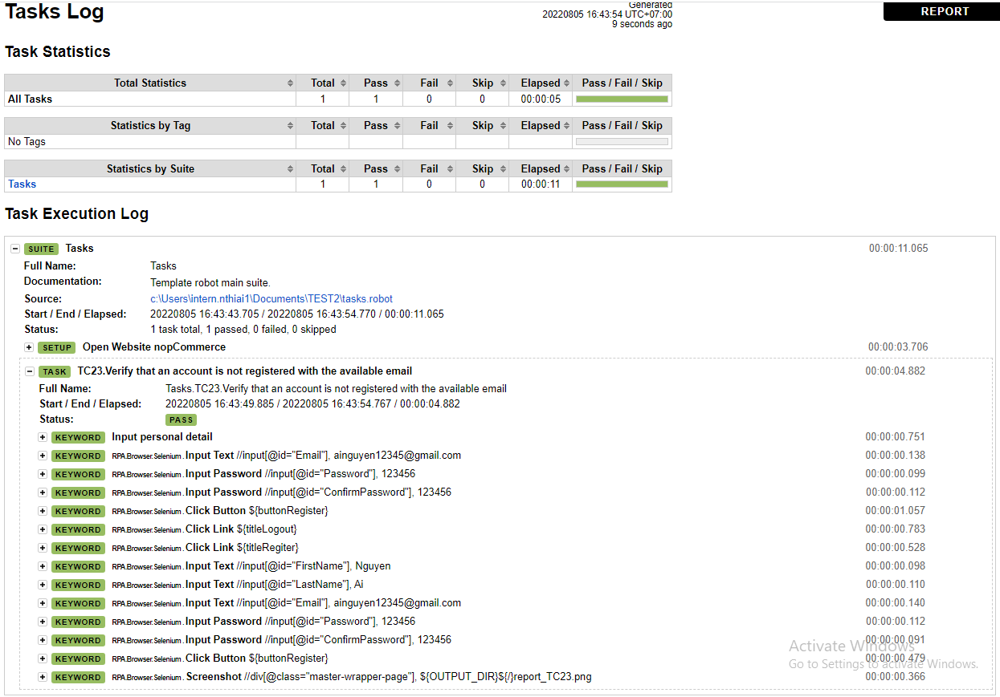 Tasks Log
Generated
20220805 16:43:54 UTC+07:00
9 seconds ago
REPORT
Task Statistics
Total Statistics Total Pass Fail Skip Elapsed Pass / Fail / Skip
All Tasks 1 1 0 0 00:00:05
Statistics by Tag Total Pass Fail Skip Elapsed Pass / Fail / Skip
No Tags
Statistics by Suite Total Pass Fail Skip Elapsed Pass / Fail / Skip
Tasks 1 1 0 0 00:00:11
Task Execution Log
SUITE Tasks 00:00:11.065
Full Name: Tasks
Documentation: Template robot main suite.
Source: c:\Users\intern.nthiai1\Documents\TEST2\tasks.robot
Start / End / Elapsed: 20220805 16:43:43.705 / 20220805 16:43:54.770 / 00:00:11.065
Status: 1 task total, 1 passed, 0 failed, 0 skipped
SETUP Open Website nopCommerce 00:00:03.706
TASK TC23.Verify that an account is not registered with the available email 00:00:04.882
Full Name: Tasks.TC23.Verify that an account is not registered with the available email
Start / End / Elapsed: 20220805 16:43:49.885 / 20220805 16:43:54.767 / 00:00:04.882
Status: PASS
KEYWORD Input personal detail 00:00:00.751
KEYWORD RPA.Browser.Selenium. Input Text //input[@id="Email"], ainguyen12345@gmail.com 00:00:00.138
KEYWORD RPA.Browser.Selenium. Input Password //input[@id="Password"], 123456 00:00:00.099
KEYWORD RPA.Browser.Selenium. Input Password //input[@id="ConfirmPassword"], 123456 00:00:00.112
KEYWORD RPA.Browser.Selenium. Click Button ${buttonRegister} 00:00:01.057
KEYWORD RPA.Browser.Selenium. Click Link ${titleLogout} 00:00:00.783
KEYWORD RPA.Browser.Selenium. Click Link ${titleRegiter} 00:00:00.528
KEYWORD RPA.Browser.Selenium. Input Text //input[@id="FirstName"], Nguyen 00:00:00.098
KEYWORD RPA.Browser.Selenium. Input Text //input[@id="LastName"], Ai 00:00:00.110
KEYWORD RPA.Browser.Selenium. Input Text //input[@id="Email"], ainguyen12345@gmail.com 00:00:00.140
KEYWORD RPA.Browser.Selenium. Input Password //input[@id="Password"], 123456 00:00:00.112
KEYWORD RPA.Browser.Selenium. Input Password //input[@id="ConfirmPassword"], 123456 00:00:00.091
Activate Windows
KEYWORD RPA.Browser.Selenium. Click Button ${buttonRegister} 00:00:00.479
Go to Settings to activate Windows.
KEYWORD RPA.Browser.Selenium. Screenshot //div[@class="master-wrapper-page"], ${OUTPUT_DIR}${/}report_TC23.png 00:00:00.366